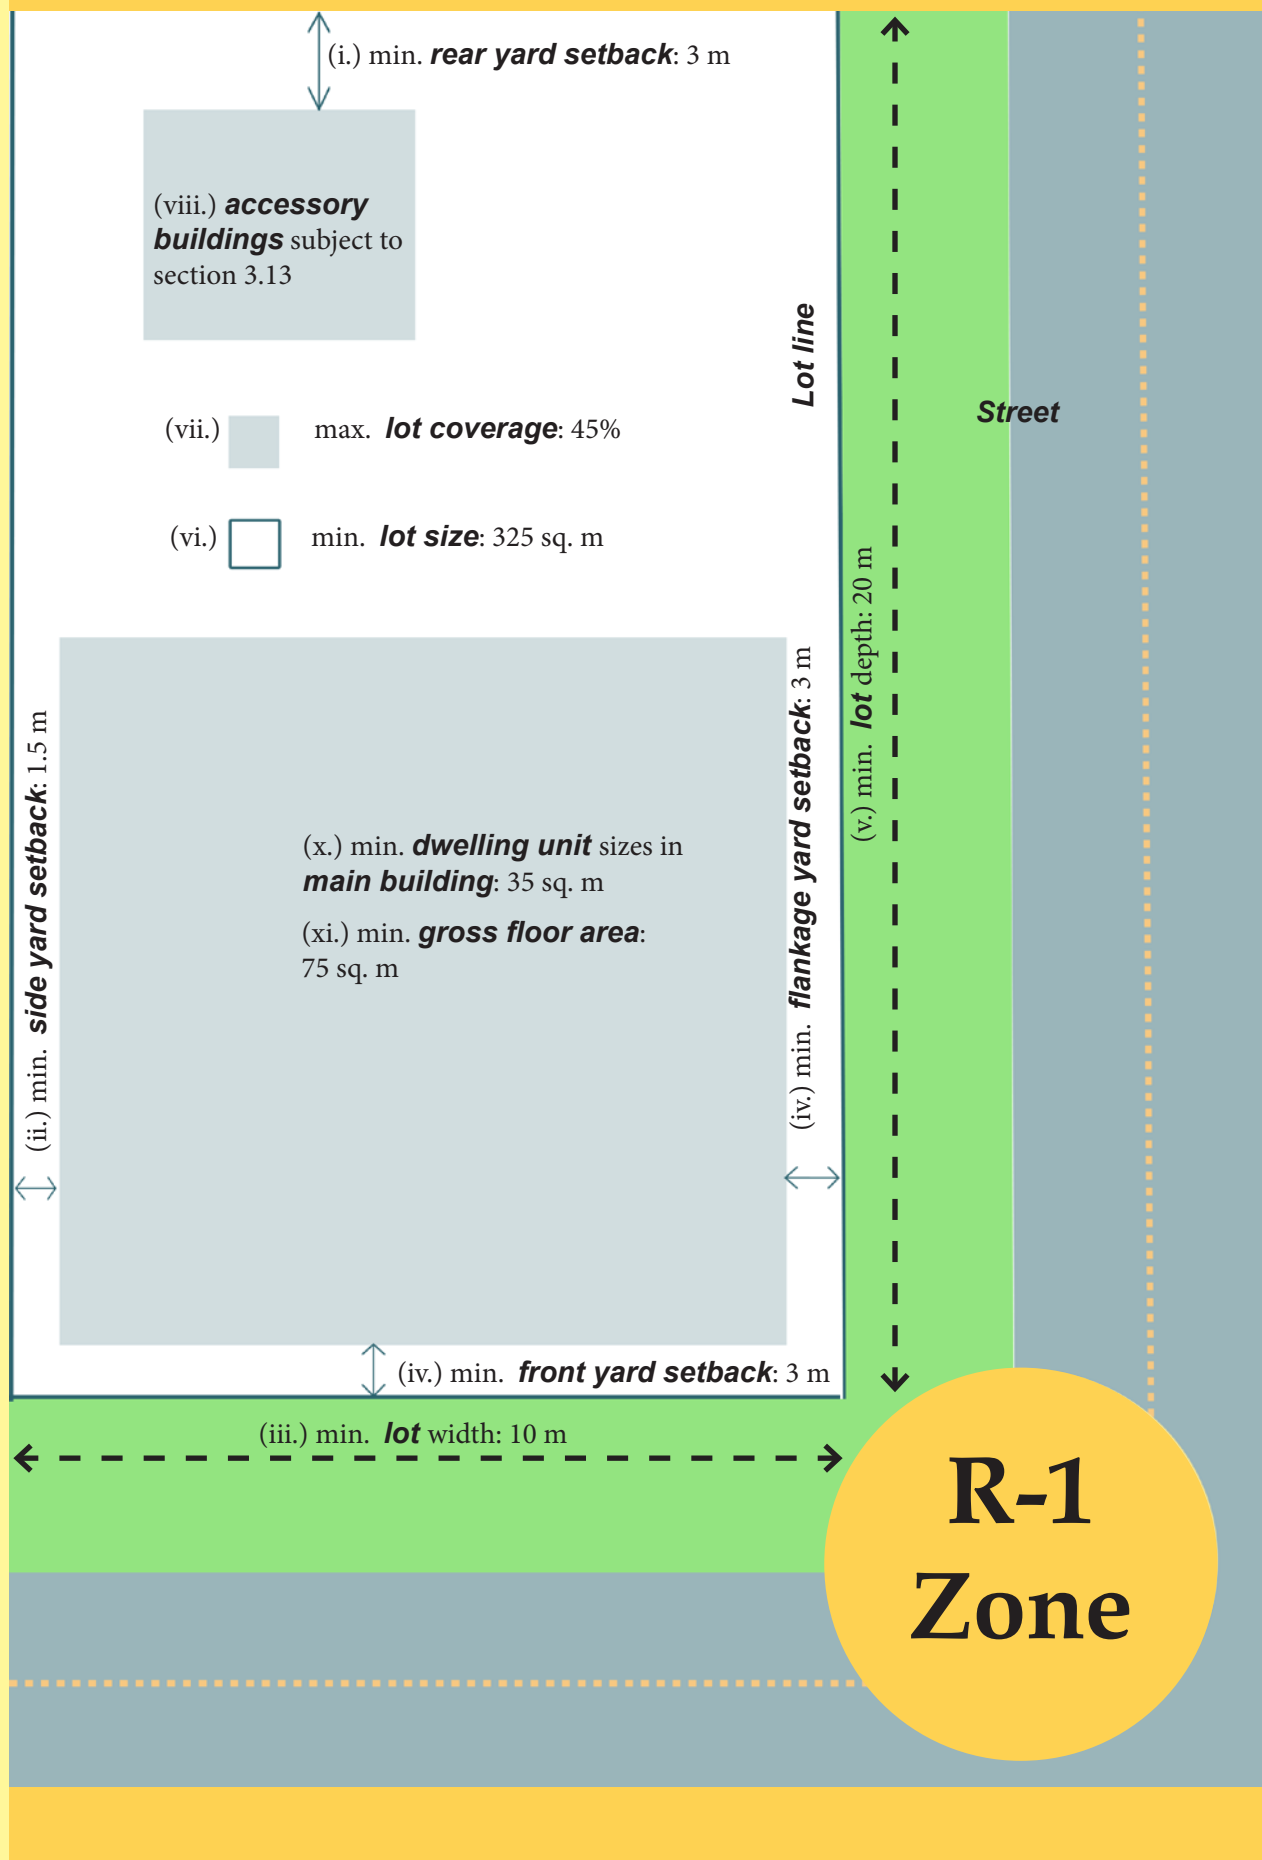 (i.) min. rear yard setback: 3 m
(viii.) accessory
buildings subject to
section 3.13
Lot line
Street
(vii.) max. lot coverage: 45%
(vi.) min. lot size: 325 sq. m
(v.) min. lot depth: 20 m
(ii.) min. side yard setback: 1.5 m
(x.) min. dwelling unit sizes in
main building: 35 sq. m
(xi.) min. gross floor area:
75 sq. m
(iv.) min. flankage yard setback: 3 m
(iv.) min. front yard setback: 3 m
(iii.) min. lot width: 10 m
R-1
Zone